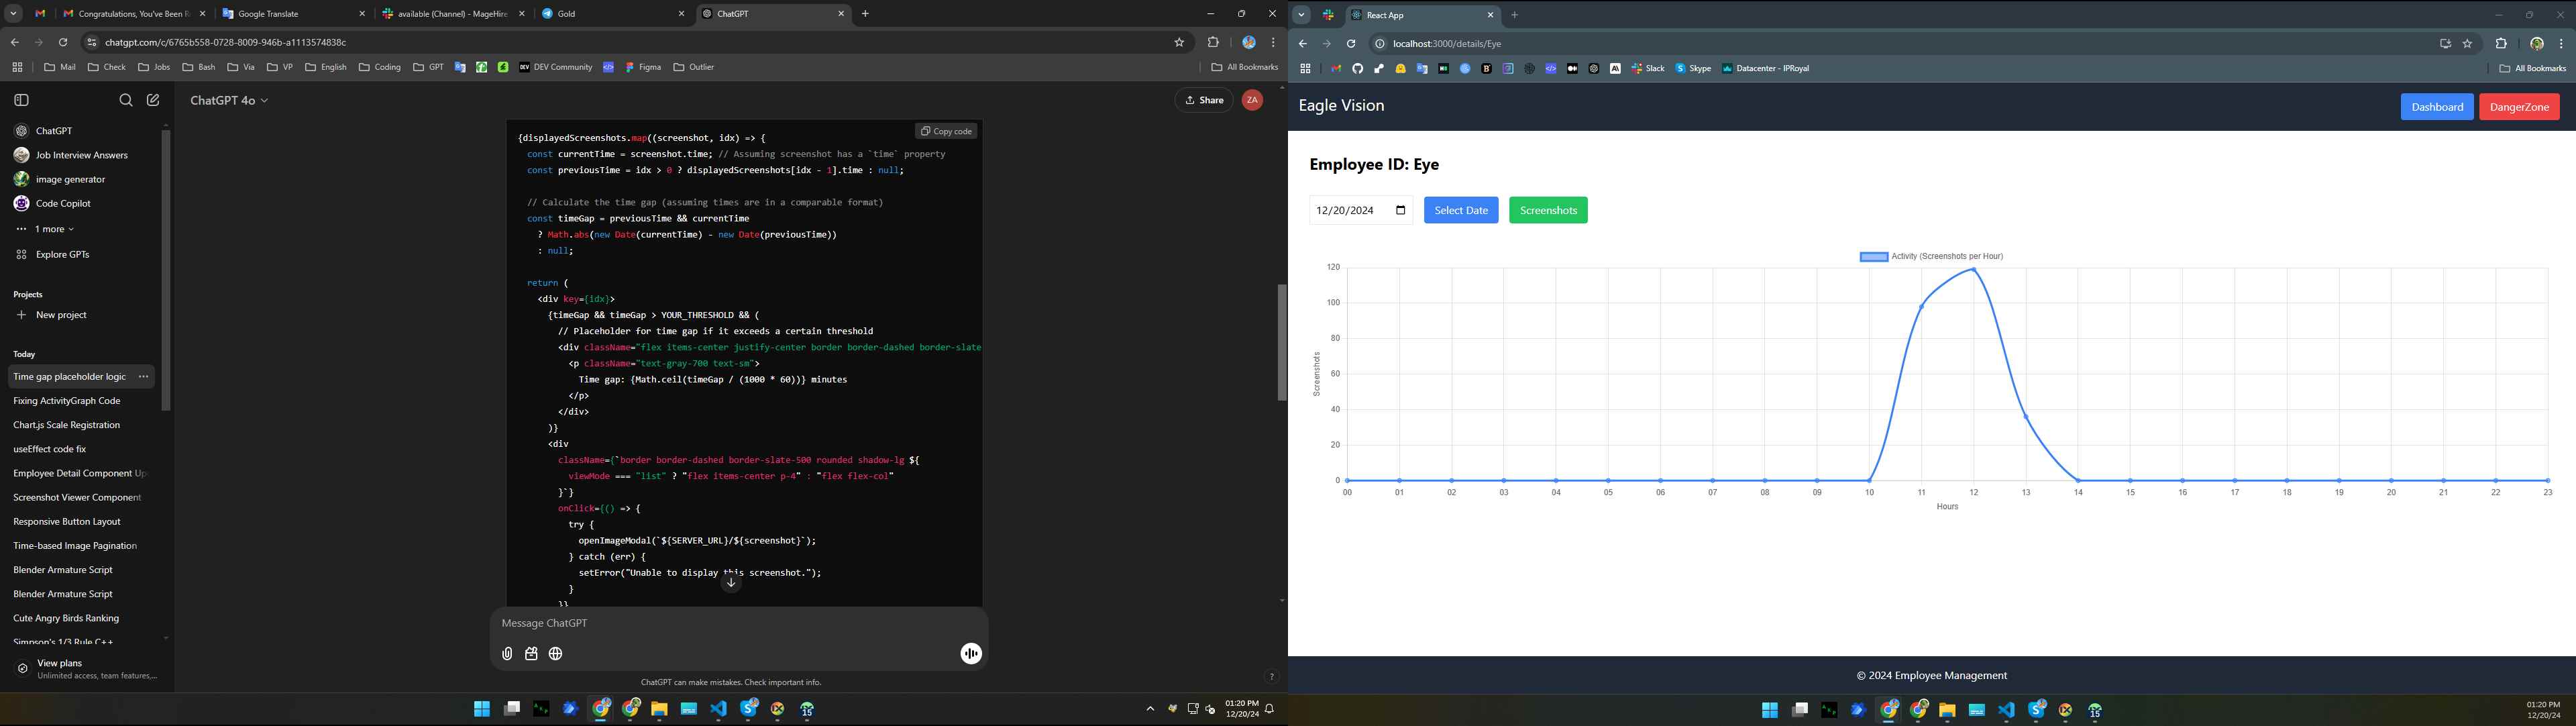 Congratulations, You've Been R
Google Translate
available (Channel) - MageHire
Gold
ChatGPT
chatgpt.com/c/6765b558-0728-8009-946b-a1113574838c
Mail
Check
Jobs
Bash
Via
VP
English
Coding
GPT
DEV Community
Figma
Outlier
All Bookmarks
ChatGPT
Job Interview Answers
image generator
Code Copilot
1 more
Explore GPTs
Projects
New project
Today
Time gap placeholder logic
Fixing ActivityGraph Code
Chart.js Scale Registration
useEffect code fix
Employee Detail Component Up
Screenshot Viewer Component
Responsive Button Layout
Time-based Image Pagination
Blender Armature Script
Blender Armature Script
Cute Angry Birds Ranking
Simpson's 1/3 Rule C++
View plans
Unlimited access, team features,...
ChatGPT 4o
Share
ZA
Copy code
{displayedScreenshots.map((screenshot, idx) => {
const currentTime = screenshot.time; // Assuming screenshot has a `time` property
const previousTime = idx > 0 ? displayedScreenshots[idx - 1].time : null;
// Calculate the time gap (assuming times are in a comparable format)
const timeGap = previousTime && currentTime
? Math.abs(new Date(currentTime) - new Date(previousTime))
: null;
return (
<div key={idx}>
{timeGap && timeGap > YOUR_THRESHOLD && (
// Placeholder for time gap if it exceeds a certain threshold
<div className="flex items-center justify-center border border-dashed border-slate
<p className="text-gray-700 text-sm">
Time gap: {Math.ceil(timeGap / (1000 * 60))} minutes
</p>
</div>
)}
<div
className={`border border-dashed border-slate-500 rounded shadow-lg ${
viewMode === "list" ? "flex items-center p-4" : "flex flex-col"
}`}
onClick={() => {
try {
openImageModal(`${SERVER_URL}/${screenshot}`);
} catch (err) {
setError("Unable to display this screenshot.");
}
}}
Message ChatGPT
ChatGPT can make mistakes. Check important info.
?
01:20 PM
12/20/24
React App
localhost:3000/details/Eye
Slack
Skype
Datacenter - IPRoyal
All Bookmarks
Eagle Vision
Dashboard
DangerZone
Employee ID: Eye
12/20/2024
Select Date
Screenshots
Activity (Screenshots per Hour)
120
100
80
60
40
20
0
Screenshots
00 01 02 03 04 05 06 07 08 09 10 11 12 13 14 15 16 17 18 19 20 21 22 23
Hours
© 2024 Employee Management
01:20 PM
12/20/24